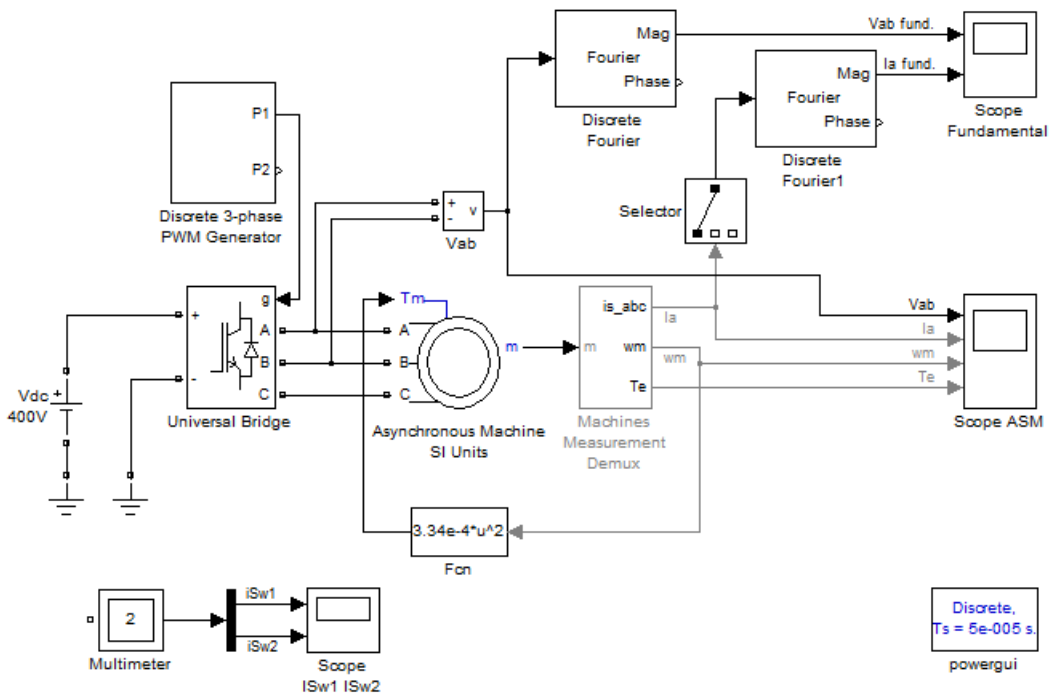 Mag
Fourier
Phase
Discrete
Fourier
Vab fund.
Mag
Fourier
Phase
Discrete
Fourier1
Ia fund.
Scope
Fundamental
P1
P2
Discrete 3-phase
PWM Generator
+
-
v
Vab
Selector
g
+
-
A
B
C
Universal Bridge
Vdc
+
400V
Tm
A
B
C
m
Asynchronous Machine
SI Units
m
is_abc
wm
Te
Machines
Measurement
Demux
Ia
wm
Vab
Ia
wm
Te
Scope ASM
3.34e-4*u^2
Fcn
2
Multimeter
iSw1
iSw2
Scope
ISw1 ISw2
Discrete,
Ts = 5e-005 s.
powergui